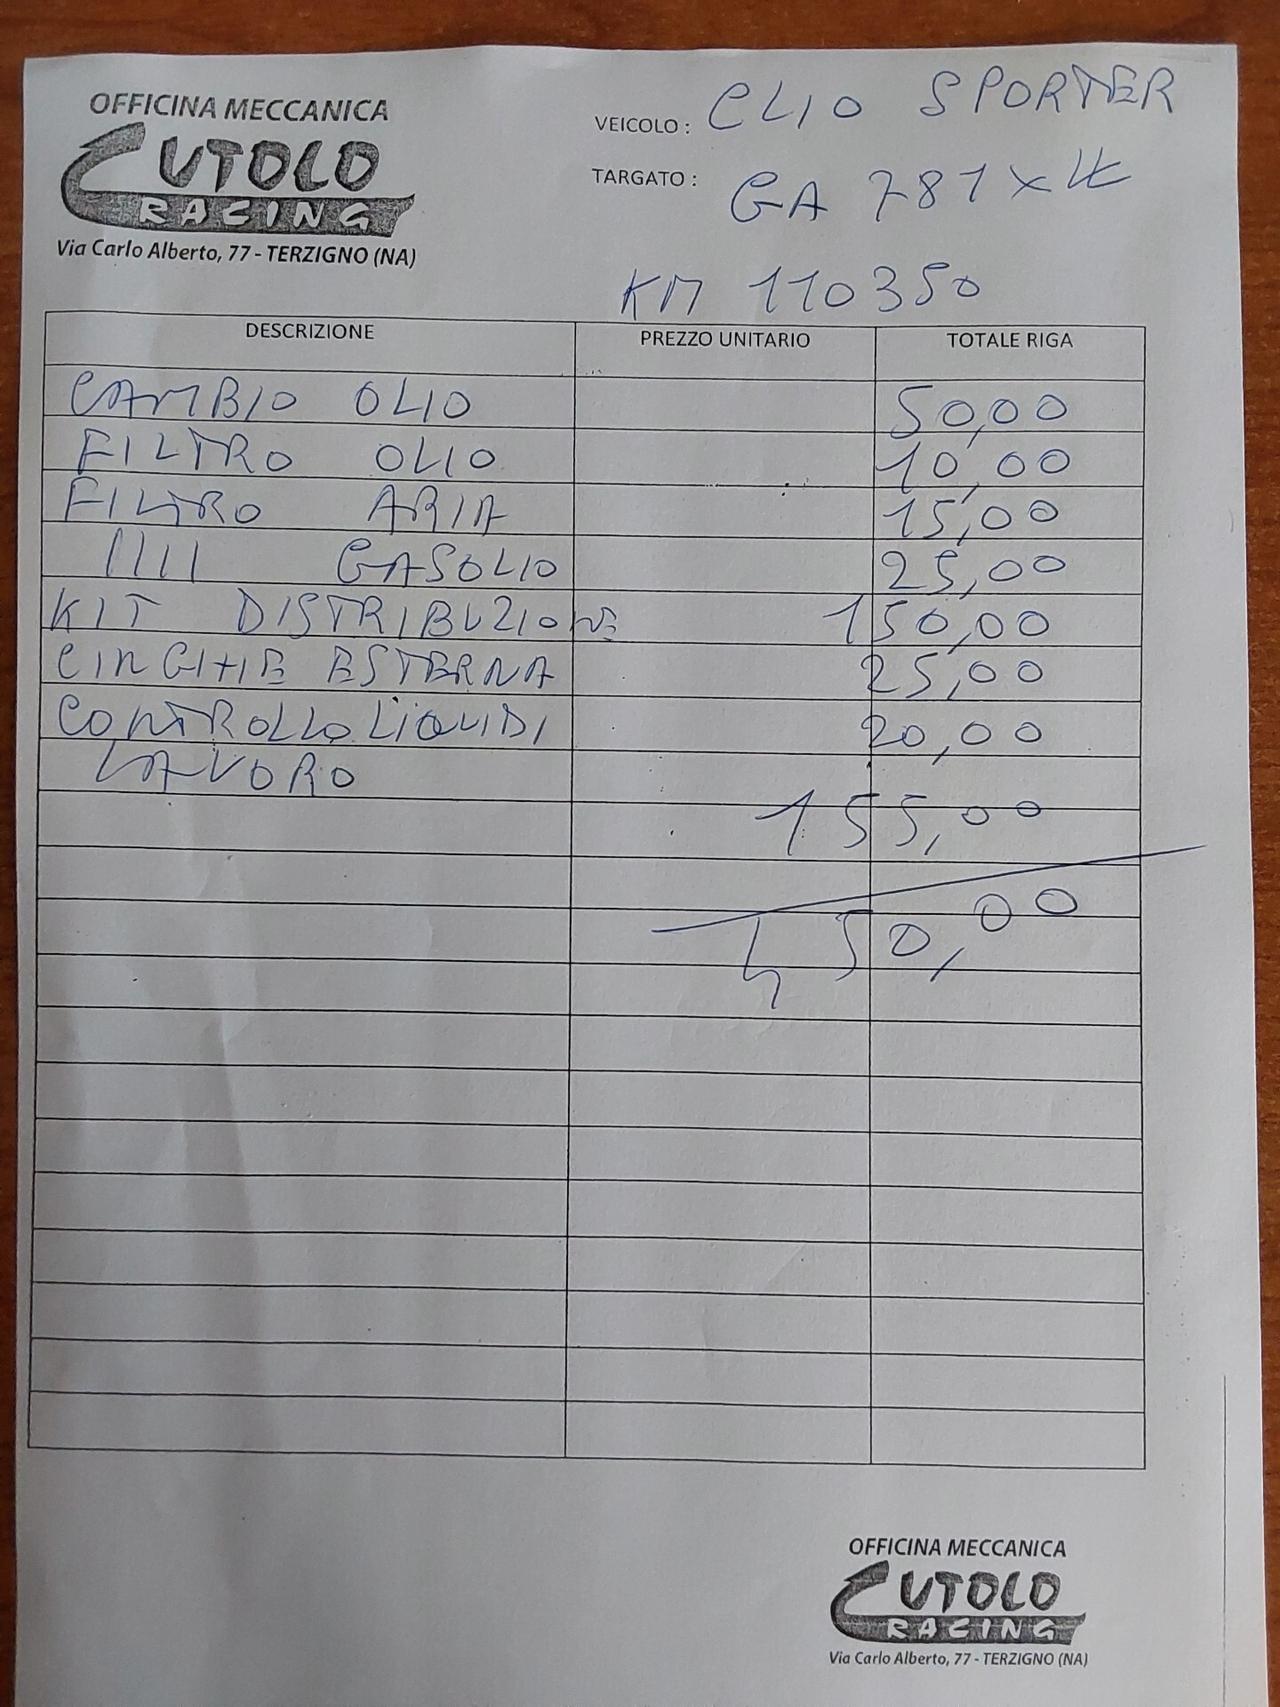 OFFICINA MECCANICA
CUTOLO
RACING
Via Carlo Alberto, 77 - TERZIGNO (NA)
VEICOLO : CLIO SPORTER
TARGATO : GA 781 X
KM 110350
DESCRIZIONE PREZZO UNITARIO TOTALE RIGA
CAMBIO OLIO 50,00
FILTRO OLIO 10,00
FILTRO ARIA 15,00
1111 GASOLIO 25,00
KIT DISTRIBUZIONE 150,00
CINGHIE ESTERNA 25,00
CONTROLLO LIQUIDI 20,00
LAVORO
155,00
450,00
OFFICINA MECCANICA
CUTOLO
RACING
Via Carlo Alberto, 77 - TERZIGNO (NA)